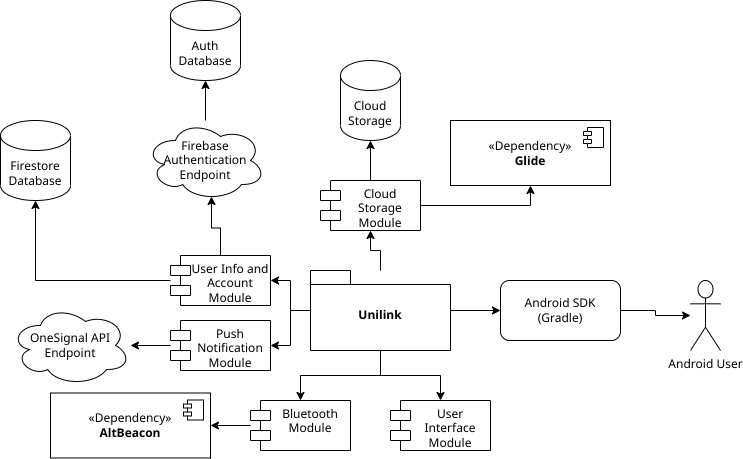 Auth
Database
Cloud
Storage
Firebase
Authentication
Endpoint
«Dependency»
Glide
Firestore
Database
Cloud
Storage
Module
User Info and
Account
Module
Unilink
Android SDK
(Gradle)
Android User
OneSignal API
Endpoint
Push
Notification
Module
«Dependency»
AltBeacon
Bluetooth
Module
User
Interface
Module